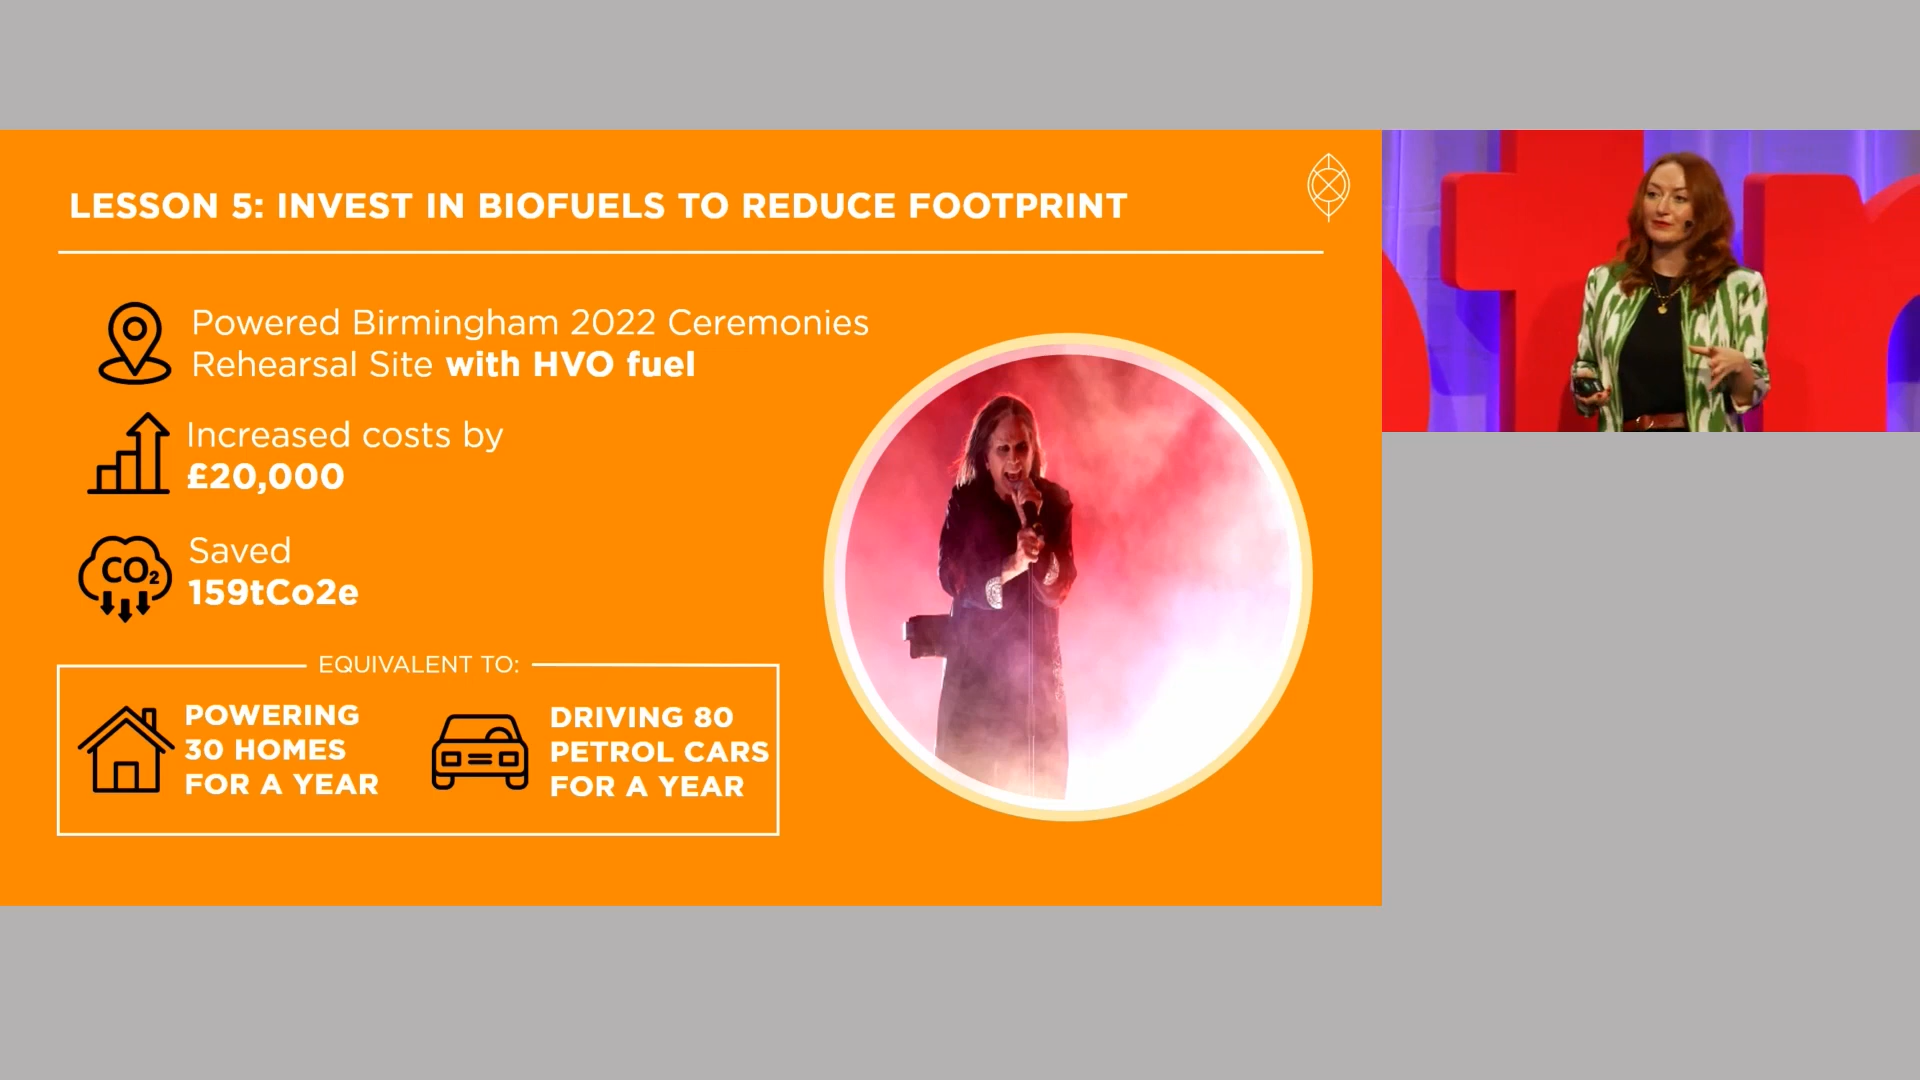 LESSON 5: INVEST IN BIOFUELS TO REDUCE FOOTPRINT
Powered Birmingham 2022 Ceremonies
Rehearsal Site with HVO fuel
Increased costs by
£20,000
CO2
Saved
159tCo2e
EQUIVALENT TO:
POWERING
30 HOMES
FOR A YEAR
DRIVING 80
PETROL CARS
FOR A YEAR